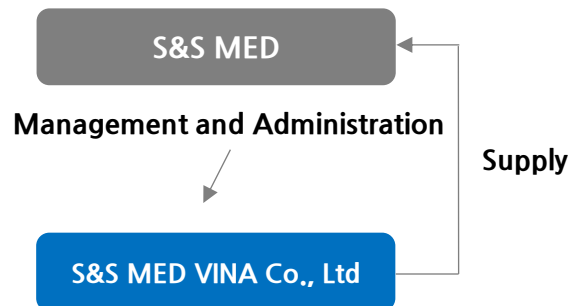 S&S MED
Management and Administration
Supply
S&S MED VINA Co., Ltd